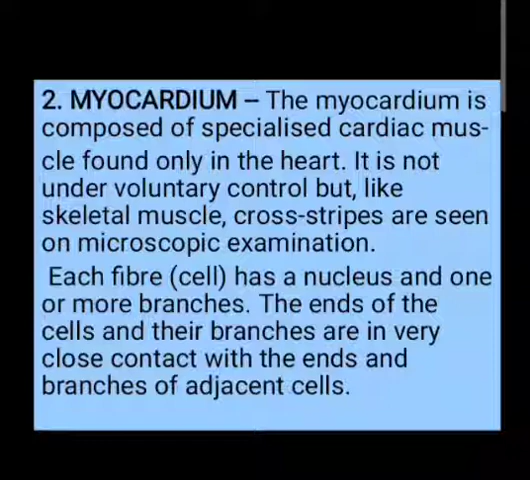 2. MYOCARDIUM – The myocardium is
composed of specialised cardiac mus-
cle found only in the heart. It is not
under voluntary control but, like
skeletal muscle, cross-stripes are seen
on microscopic examination.
Each fibre (cell) has a nucleus and one
or more branches. The ends of the
cells and their branches are in very
close contact with the ends and
branches of adjacent cells.